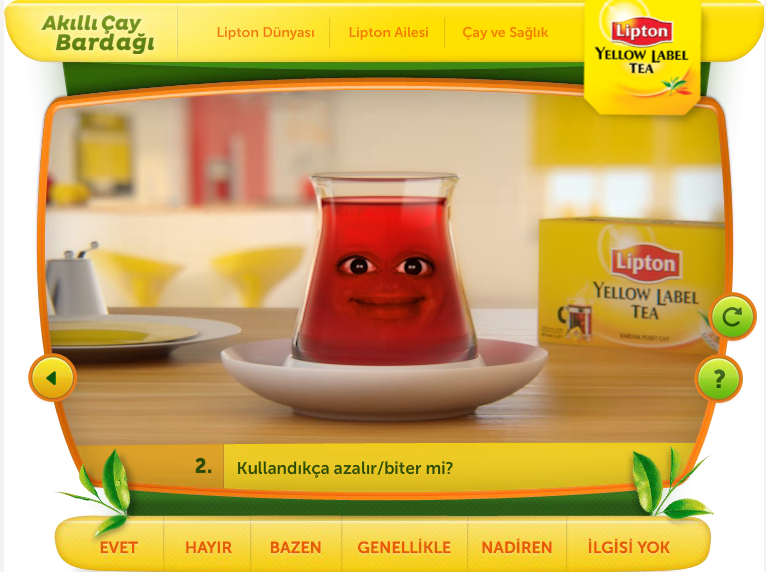 Akıllı Çay
Bardağı
Lipton Dünyası
Lipton Ailesi
Çay ve Sağlık
Lipton
YELLOW LABEL
TEA
Lipton
YELLOW LABEL
TEA
2.
Kullandıkça azalır/biter mi?
?
EVET
HAYIR
BAZEN
GENELLİKLE
NADİREN
İLGİSİ YOK